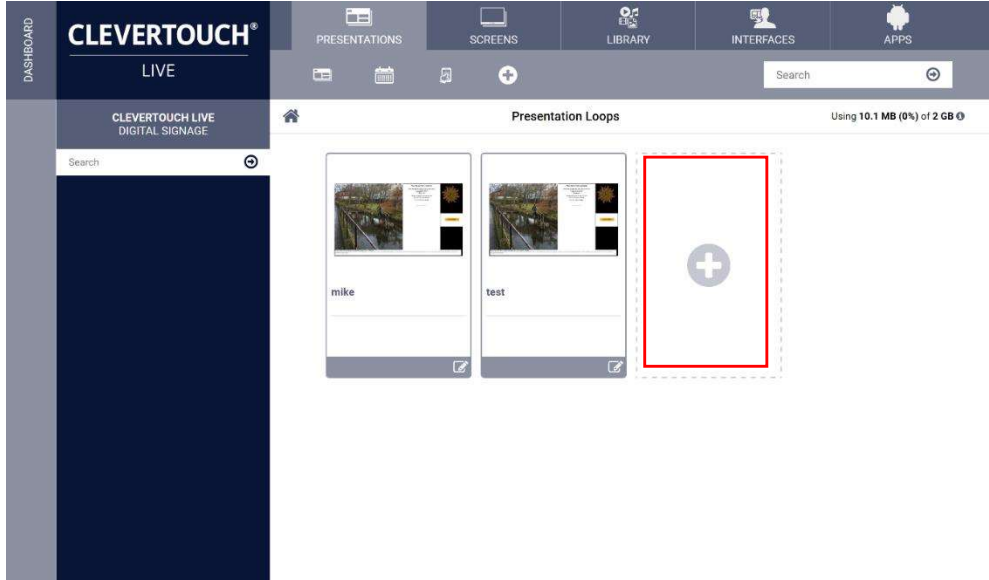 DASHBOARD
CLEVERTOUCH®
LIVE
PRESENTATIONS
SCREENS
LIBRARY
INTERFACES
APPS
Search
CLEVERTOUCH LIVE
DIGITAL SIGNAGE
Search
Presentation Loops
Using 10.1 MB (0%) of 2 GB
mike
test